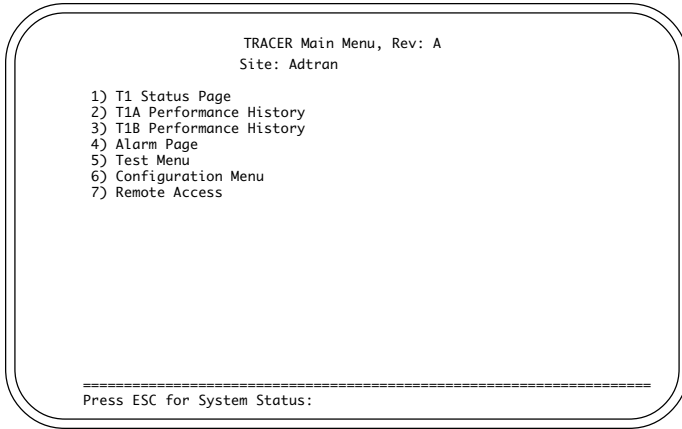 TRACER Main Menu, Rev: A
Site: Adtran
1) T1 Status Page
2) T1A Performance History
3) T1B Performance History
4) Alarm Page
5) Test Menu
6) Configuration Menu
7) Remote Access
=====================================================================
Press ESC for System Status: